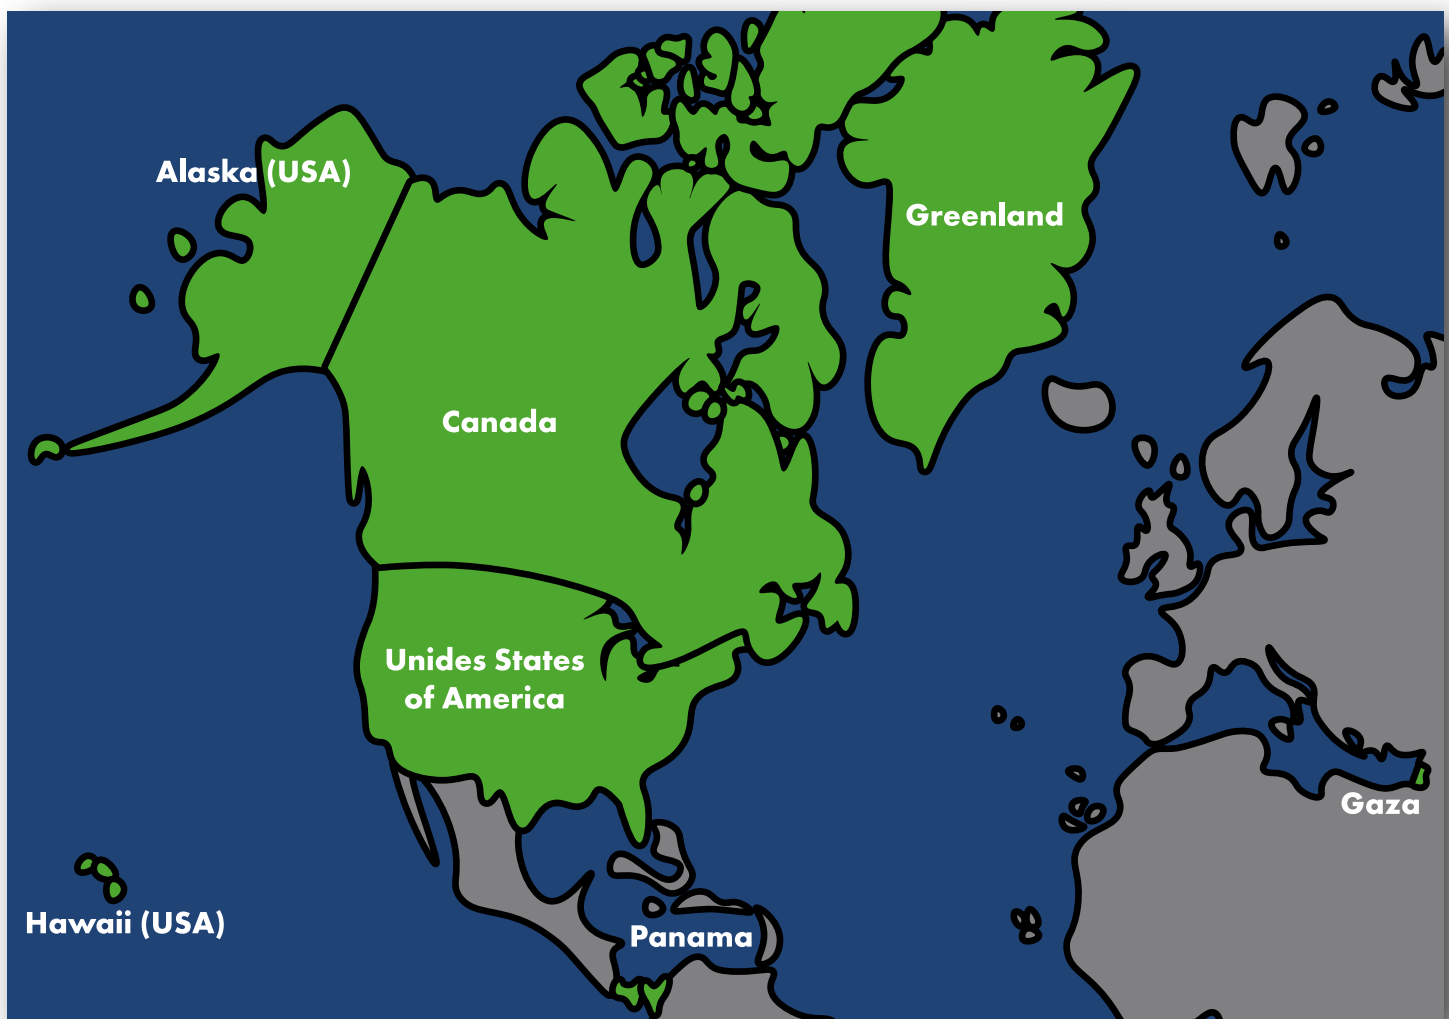 Alaska (USA)
Greenland
Canada
Unides States
of America
Gaza
Hawaii (USA)
Panama